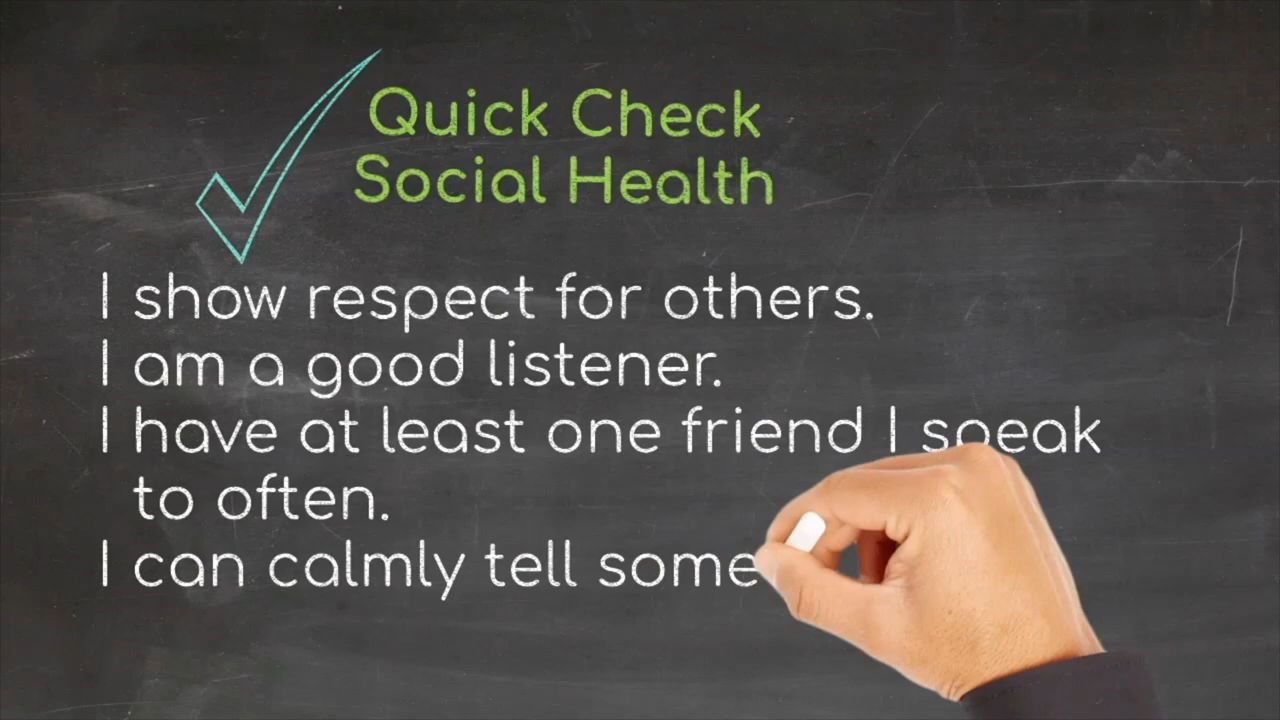 Quick Check
Social Health
I show respect for others.
I am a good listener.
I have at least one friend I speak
to often.
I can calmly tell some